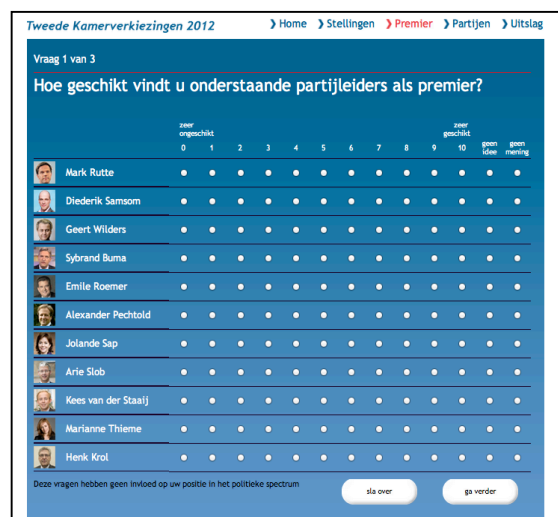 Tweede Kamerverkiezingen 2012 ❯ Home ❯ Stellingen ❯ Premier ❯ Partijen ❯ Uitslag
Vraag 1 van 3
Hoe geschikt vindt u onderstaande partijleiders als premier?
zeer ongeschikt zeer geschikt
0 1 2 3 4 5 6 7 8 9 10 geen idee geen mening
Mark Rutte
Diederik Samsom
Geert Wilders
Sybrand Buma
Emile Roemer
Alexander Pechtold
Jolande Sap
Arie Slob
Kees van der Staaij
Marianne Thieme
Henk Krol
Deze vragen hebben geen invloed op uw positie in het politieke spectrum sla over ga verder